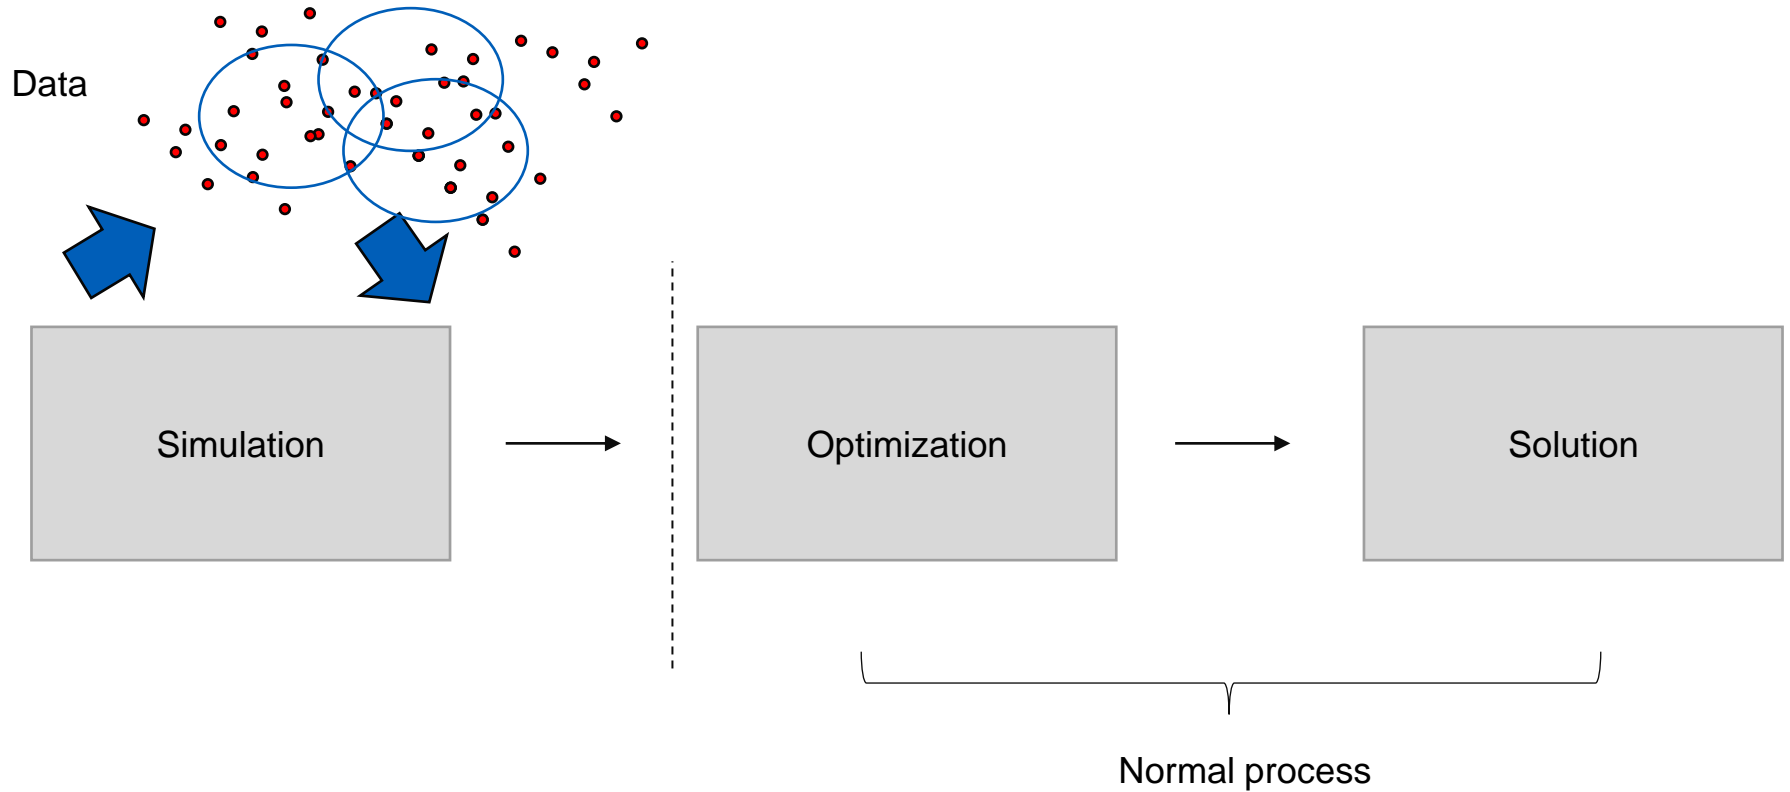 Data
Simulation
Optimization
Solution
Normal process